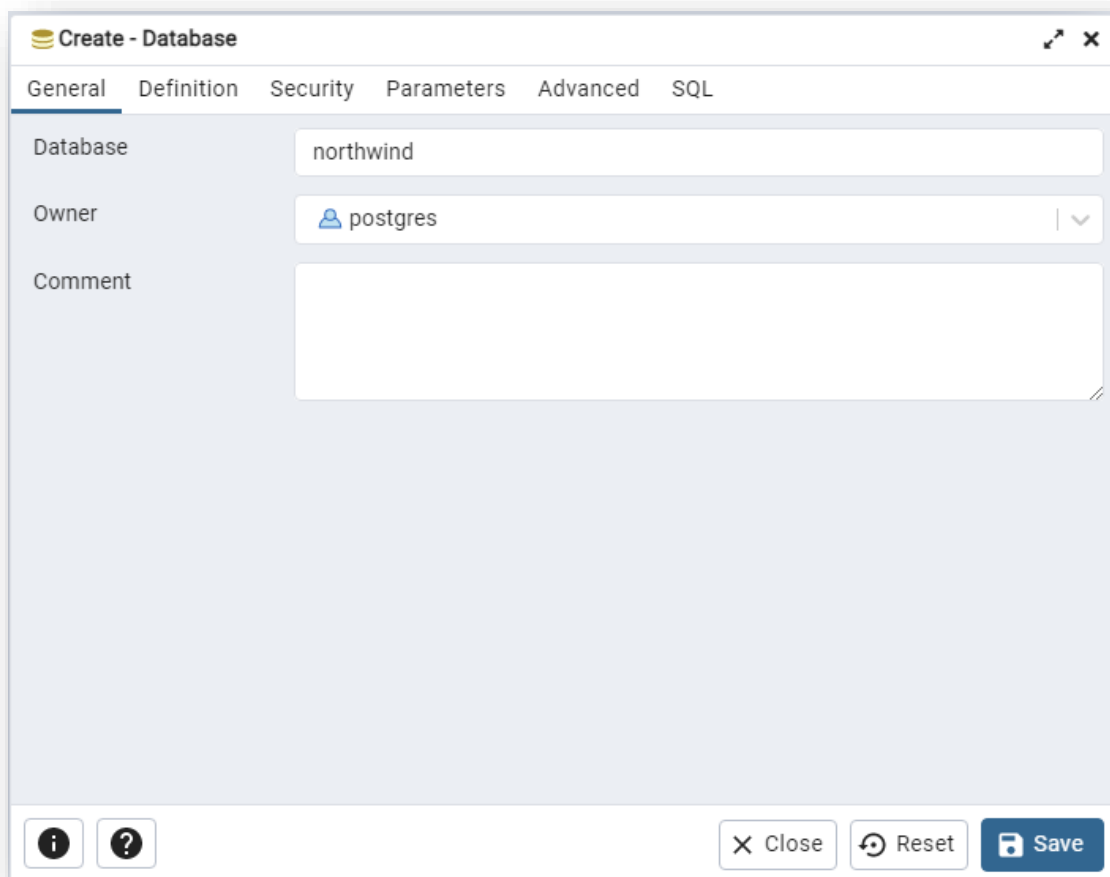 Create - Database
General Definition Security Parameters Advanced SQL
Database northwind
Owner postgres
Comment
Close Reset Save